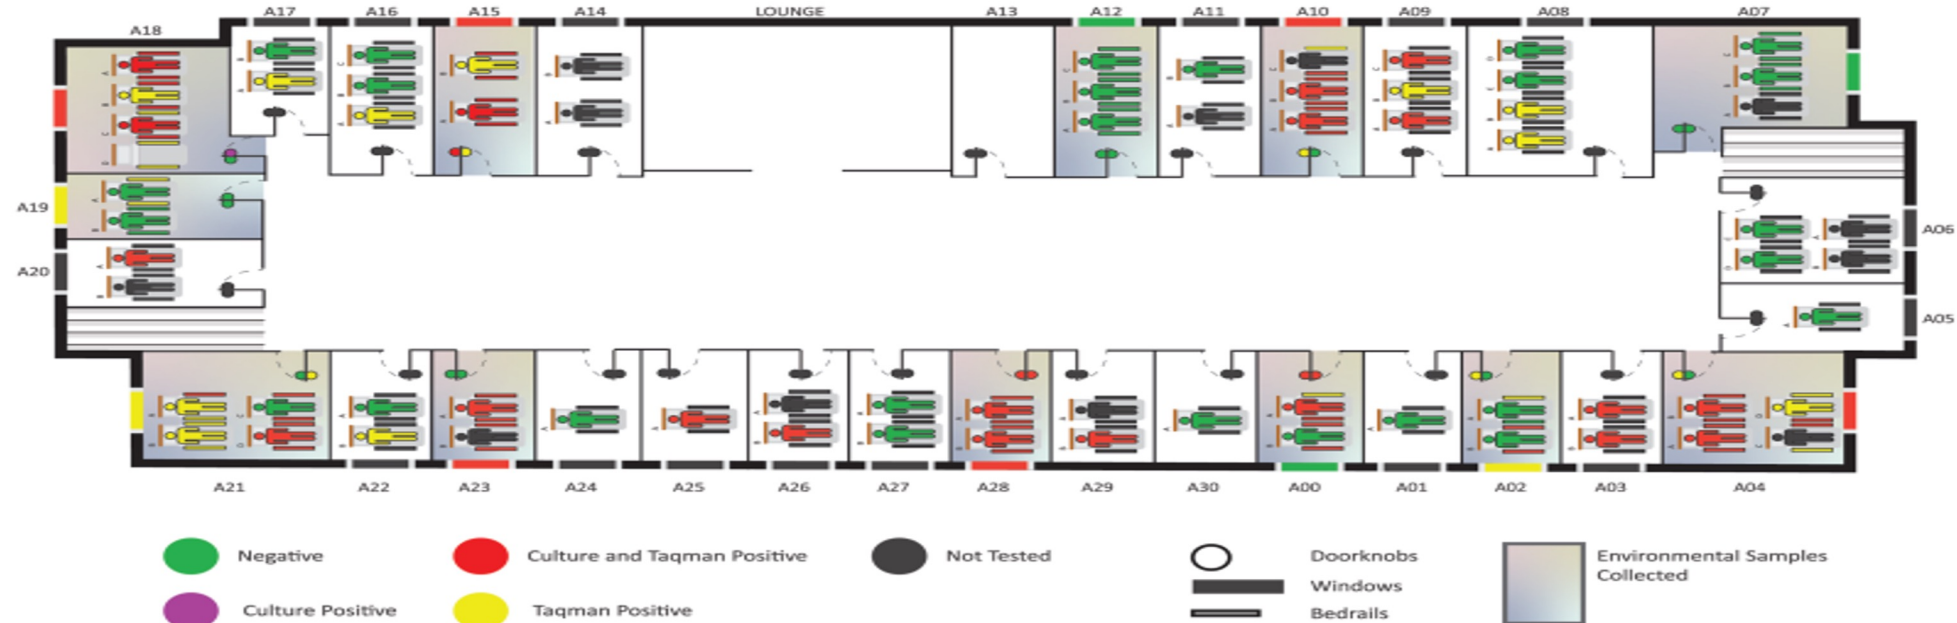 A18 A17 A16 A15 A14 LOUNGE A13 A12 A11 A10 A09 A08 A07
A19
A20
A06
A05
A21 A22 A23 A24 A25 A26 A27 A28 A29 A30 A00 A01 A02 A03 A04
Negative
Culture and Taqman Positive
Not Tested
Doorknobs
Windows
Bedrails
Environmental Samples
Collected
Culture Positive
Taqman Positive